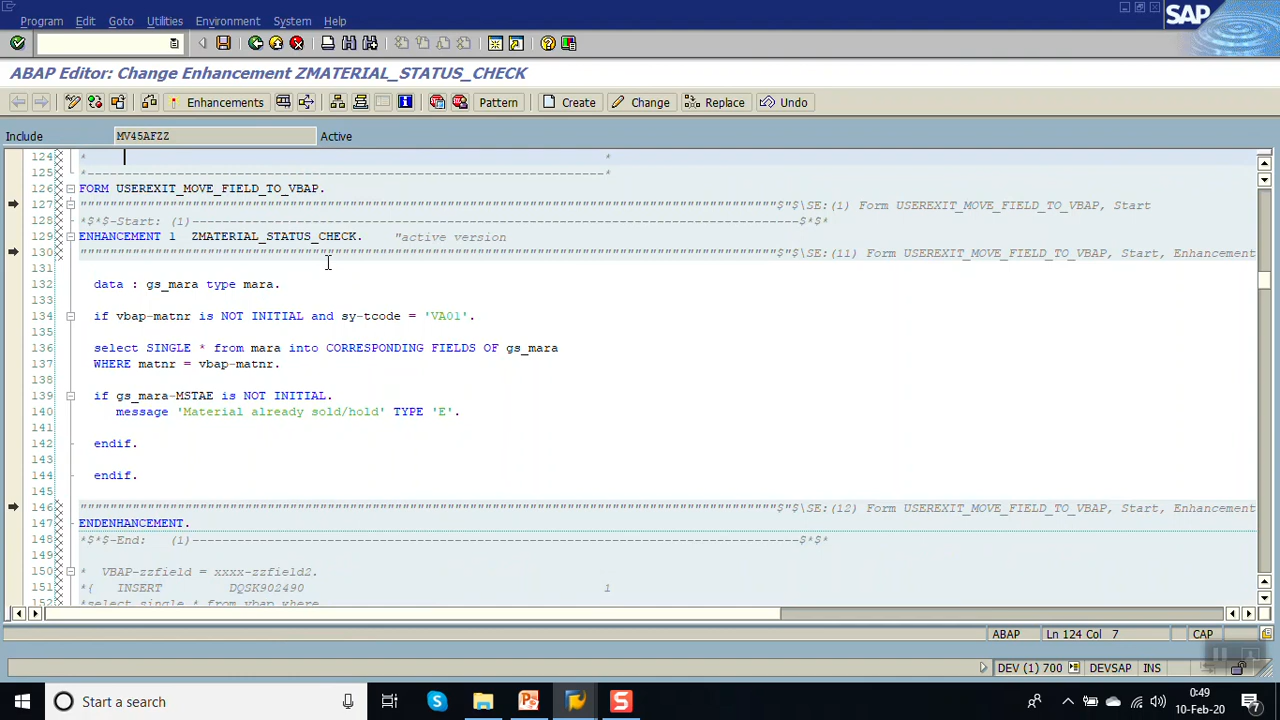 Program Edit Goto Utilities Environment System Help
SAP
ABAP Editor: Change Enhancement ZMATERIAL_STATUS_CHECK
Enhancements Pattern Create Change Replace Undo
Include MV45AFZZ Active
124 * *
125 *---------------------------------------------------------------------*
126 FORM USEREXIT_MOVE_FIELD_TO_VBAP.
127 """"""""""""""""""""""""""""""""""""""""""""""""""""""""""""""""""""""""""""""""""""""""""""$"$\SE:(1) Form USEREXIT_MOVE_FIELD_TO_VBAP, Start
128 *$*$-Start: (1)---------------------------------------------------------------------------------$*$*
129 ENHANCEMENT 1 ZMATERIAL_STATUS_CHECK. "active version
130 """"""""""""""""""""""""""""""""""""""""""""""""""""""""""""""""""""""""""""""""""""""""""""$"$\SE:(11) Form USEREXIT_MOVE_FIELD_TO_VBAP, Start, Enhancement
131
132 data : gs_mara type mara.
133
134 if vbap-matnr is NOT INITIAL and sy-tcode = 'VA01'.
135
136 select SINGLE * from mara into CORRESPONDING FIELDS OF gs_mara
137 WHERE matnr = vbap-matnr.
138
139 if gs_mara-MSTAE is NOT INITIAL.
140 message 'Material already sold/hold' TYPE 'E'.
141
142 endif.
143
144 endif.
145
146 """"""""""""""""""""""""""""""""""""""""""""""""""""""""""""""""""""""""""""""""""""""""""""$"$\SE:(12) Form USEREXIT_MOVE_FIELD_TO_VBAP, Start, Enhancement
147 ENDENHANCEMENT.
148 *$*$-End: (1)---------------------------------------------------------------------------------$*$*
149
150 * VBAP-zzfield = xxxx-zzfield2.
151 *{ INSERT DQSK902490 1
152 *select single * from vbap where
ABAP Ln 124 Col 7 CAP
DEV (1) 700 DEVSAP INS
Start a search
0:49
10-Feb-20
7